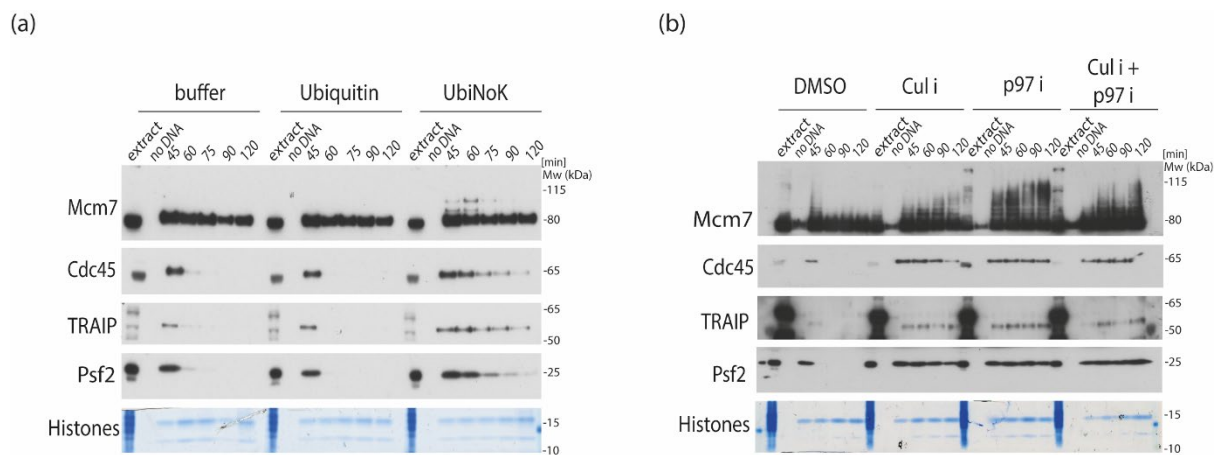 (a)
buffer Ubiquitin UbiNoK
extract no DNA 45 60 75 90 120 extract no DNA 45 60 75 90 120 extract no DNA 45 60 75 90 120 [min]
Mw (kDa)
-115
Mcm7
-80
Cdc45
-65
-65
TRAIP
-50
Psf2
-25
-15
Histones
-10
(b)
DMSO Cul i p97 i Cul i +
p97 i
extract no DNA 45 60 90 120 extract no DNA 45 60 90 120 extract no DNA 45 60 90 120 extract no DNA 45 60 90 120 [min]
Mw (kDa)
-115
Mcm7
-80
Cdc45
-65
-65
TRAIP
-50
Psf2
-25
-15
Histones
-10